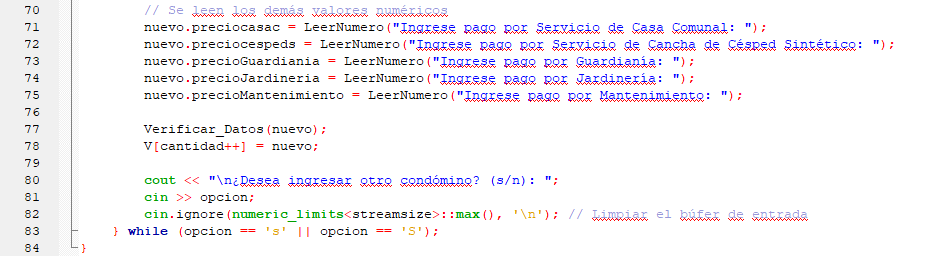 70 // Se leen los demás valores numéricos
71 nuevo.preciocasac = LeerNumero("Ingrese pago por Servicio de Casa Comunal: ");
72 nuevo.preciocespeds = LeerNumero("Ingrese pago por Servicio de Cancha de Césped Sintético: ");
73 nuevo.precioGuardiania = LeerNumero("Ingrese pago por Guardianía: ");
74 nuevo.precioJardineria = LeerNumero("Ingrese pago por Jardinería: ");
75 nuevo.precioMantenimiento = LeerNumero("Ingrese pago por Mantenimiento: ");
76
77 Verificar_Datos(nuevo);
78 V[cantidad++] = nuevo;
79
80 cout << "\n¿Desea ingresar otro condómino? (s/n): ";
81 cin >> opcion;
82 cin.ignore(numeric_limits<streamsize>::max(), '\n'); // Limpiar el búfer de entrada
83 } while (opcion == 's' || opcion == 'S');
84 }